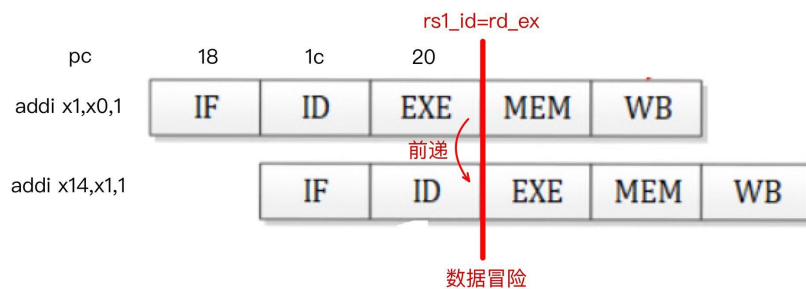 rs1_id=rd_ex
pc 18 1c 20
addi x1,x0,1 IF ID EXE MEM WB
前递
addi x14,x1,1 IF ID EXE MEM WB
数据冒险